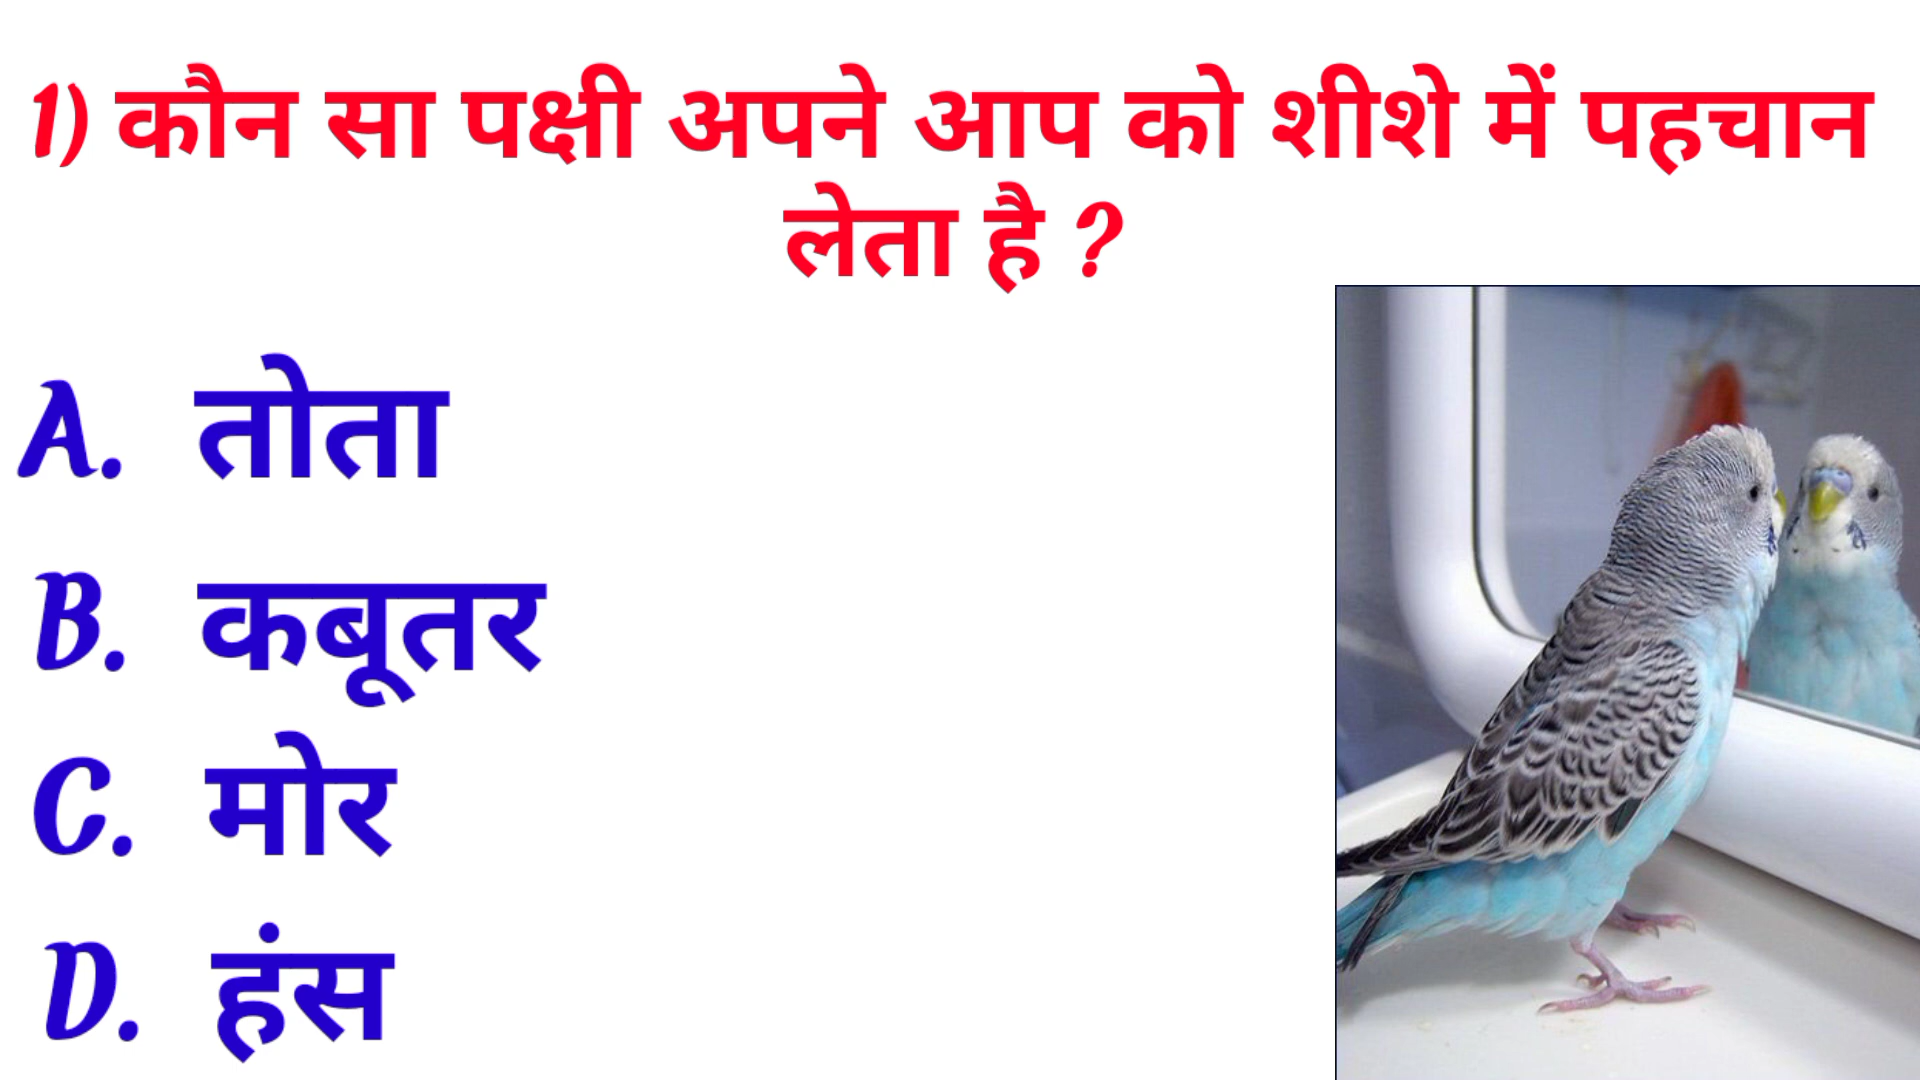 1) कौन सा पक्षी अपने आप को शीशे में पहचान
लेता है ?
A. तोता
B. कबूतर
C. मोर
D. हंस